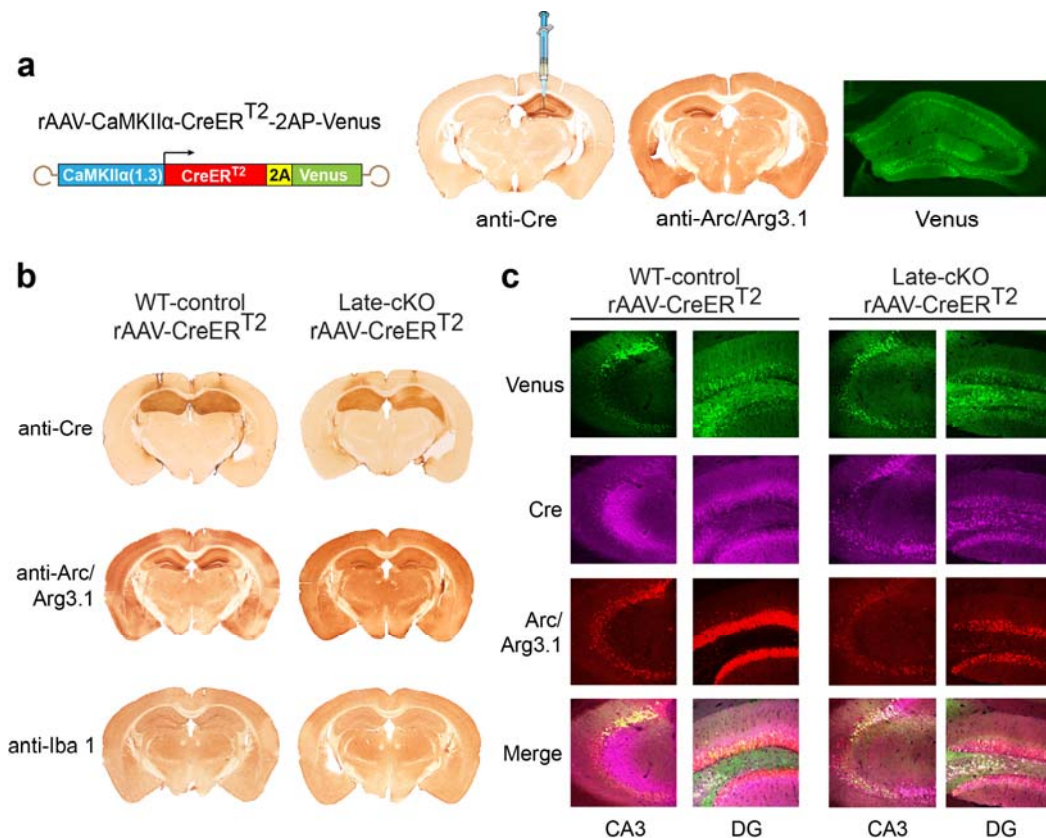 a
rAAV-CaMKIIα-CreER^T2-2AP-Venus
CaMKIIα(1.3) CreER^T2 2A Venus
anti-Cre anti-Arc/Arg3.1 Venus
b
WT-control Late-cKO
rAAV-CreER^T2 rAAV-CreER^T2
anti-Cre
anti-Arc/
Arg3.1
anti-Iba 1
c
WT-control Late-cKO
rAAV-CreER^T2 rAAV-CreER^T2
Venus
Cre
Arc/
Arg3.1
Merge
CA3 DG CA3 DG